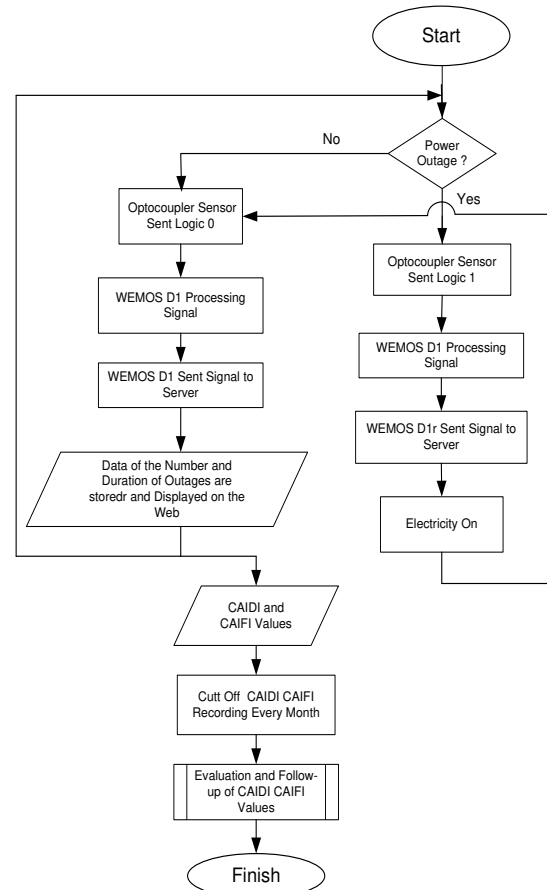 Start
Power
Outage ?
No
Yes
Optocoupler Sensor
Sent Logic 0
WEMOS D1 Processing
Signal
WEMOS D1 Sent Signal to
Server
Data of the Number and
Duration of Outages are
storedr and Displayed on the
Web
Optocoupler Sensor
Sent Logic 1
WEMOS D1 Processing
Signal
WEMOS D1r Sent Signal to
Server
Electricity On
CAIDI and
CAIFI Values
Cutt Off  CAIDI CAIFI
Recording Every Month
Evaluation and Follow-
up of CAIDI CAIFI
Values
Finish